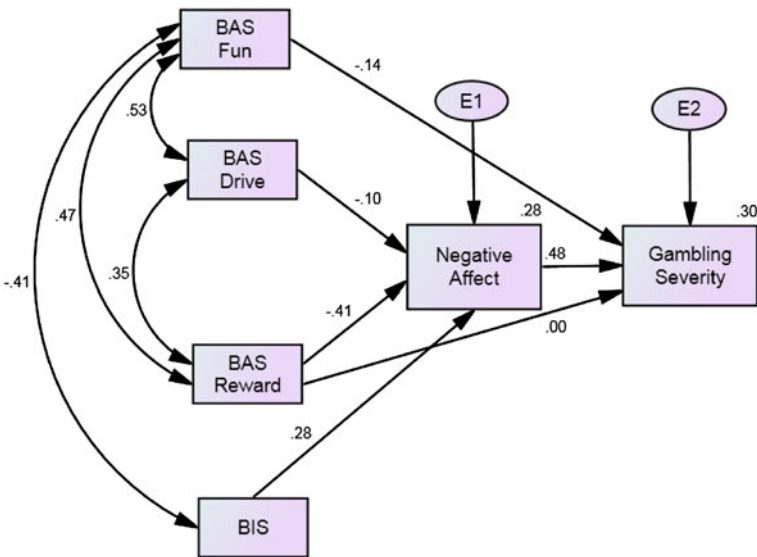 BAS
Fun
-.14
E1
E2
.53
BAS
Drive
-.10
.28
.30
.47
Negative
Affect
.48
Gambling
Severity
-.41
.35
-.41
.00
BAS
Reward
.28
BIS